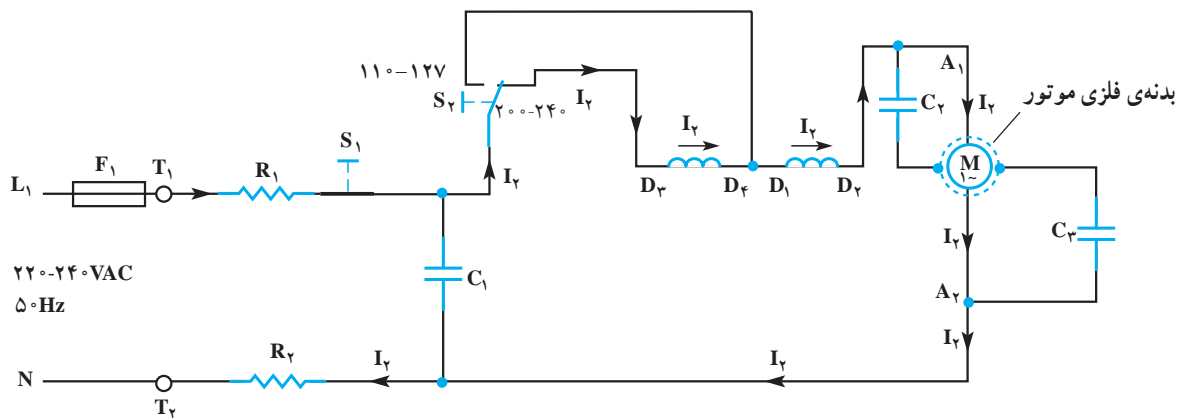 ۱۱۰-۱۲۷
S۲
۲۰۰-۲۴۰
I۲
I۲
I۲
I۲
D۳
D۴
D۱
D۲
C۲
A۱
I۲
بدنه‌ی فلزی موتور
M
۱~
C۳
I۲
A۲
I۲
L۱
F۱
T۱
R۱
S۱
C۱
۲۲۰-۲۴۰VAC
۵۰Hz
N
T۲
R۲
I۲
I۲